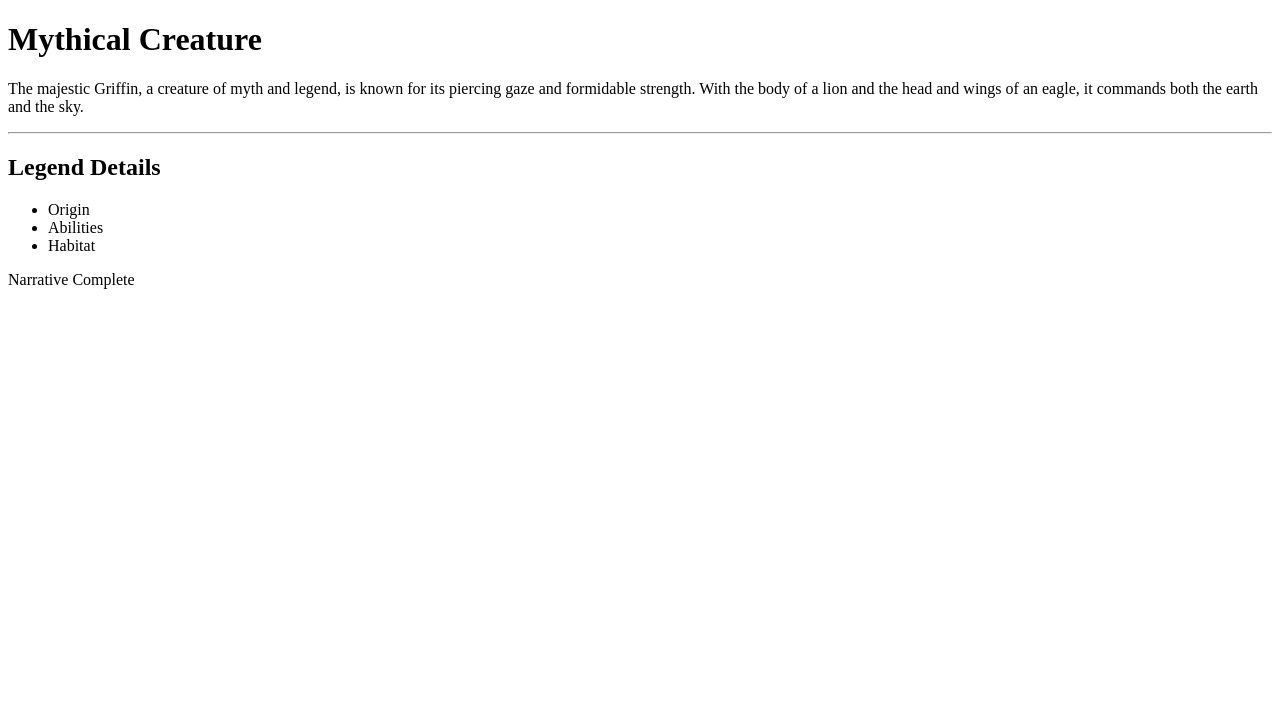 Mythical Creature
The majestic Griffin, a creature of myth and legend, is known for its piercing gaze and formidable strength. With the body of a lion and the head and wings of an eagle, it commands both the earth
and the sky.
Legend Details
Origin
Abilities
Habitat
Narrative Complete